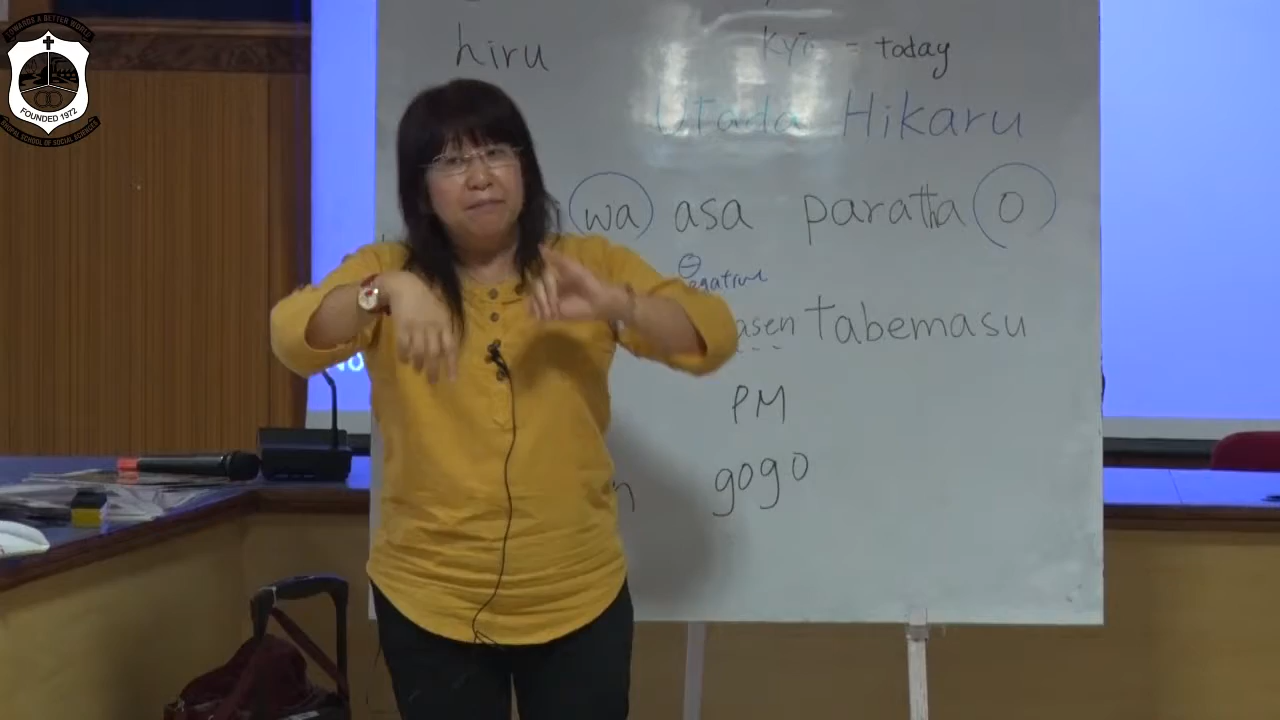 TOWARDS A BETTER WORLD
FOUNDED 1972
BHOPAL SCHOOL OF SOCIAL SCIENCES
hiru
= today
Utada Hikaru
wa asa paratha o
negative
asen tabemasu
PM
gogo